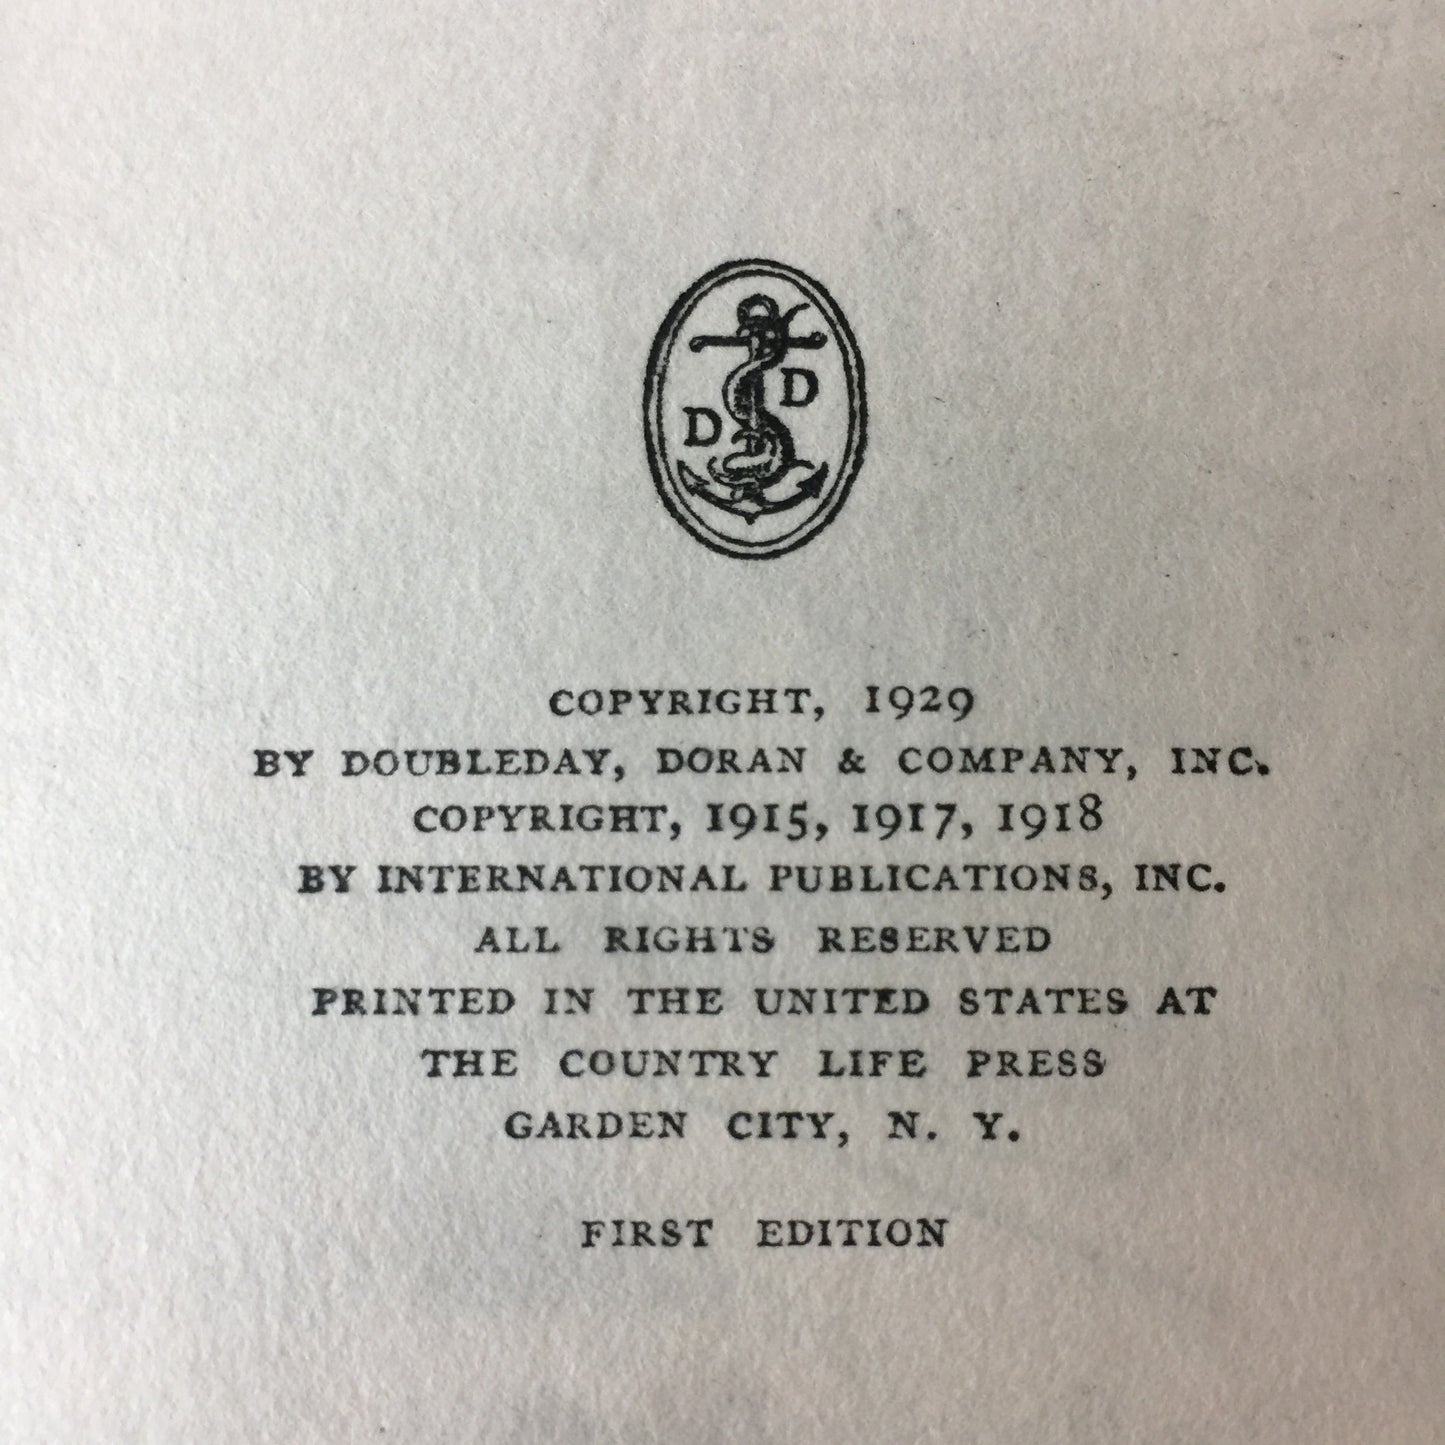 D D
COPYRIGHT, 1929
BY DOUBLEDAY, DORAN & COMPANY, INC.
COPYRIGHT, 1915, 1917, 1918
BY INTERNATIONAL PUBLICATIONS, INC.
ALL RIGHTS RESERVED
PRINTED IN THE UNITED STATES AT
THE COUNTRY LIFE PRESS
GARDEN CITY, N. Y.
FIRST EDITION